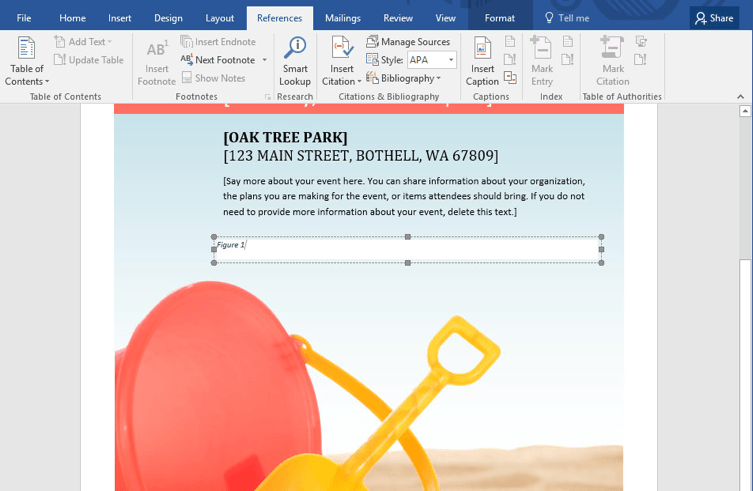 File Home Insert Design Layout References Mailings Review View Format Tell me Share
Add Text
Update Table
Table of
Contents
Table of Contents
AB¹
Insert
Footnote
Insert Endnote
Next Footnote
Show Notes
Footnotes
Smart
Lookup
Research
Insert
Citation
Manage Sources
Style: APA
Bibliography
Citations & Bibliography
Insert
Caption
Captions
Mark
Entry
Index
Mark
Citation
Table of Authorities
[OAK TREE PARK]
[123 MAIN STREET, BOTHELL, WA 67809]
[Say more about your event here. You can share information about your organization,
the plans you are making for the event, or items attendees should bring. If you do not
need to provide more information about your event, delete this text.]
Figure 1